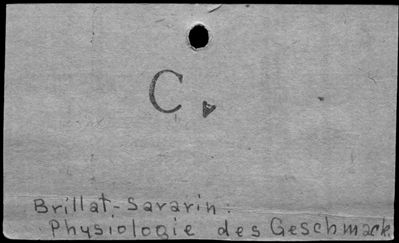 C.
Brillat-Savarin:
Physiologie des Geschmack